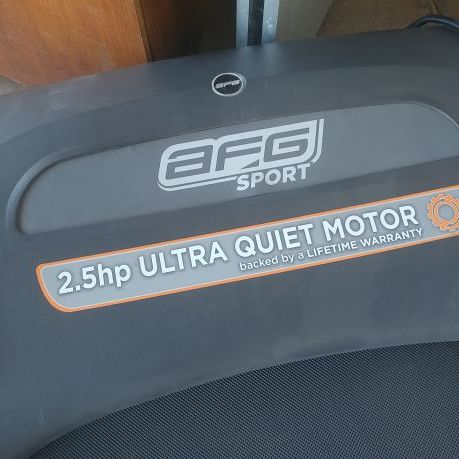 AFG
AFG
SPORT
2.5hp ULTRA QUIET MOTOR
backed by a LIFETIME WARRANTY